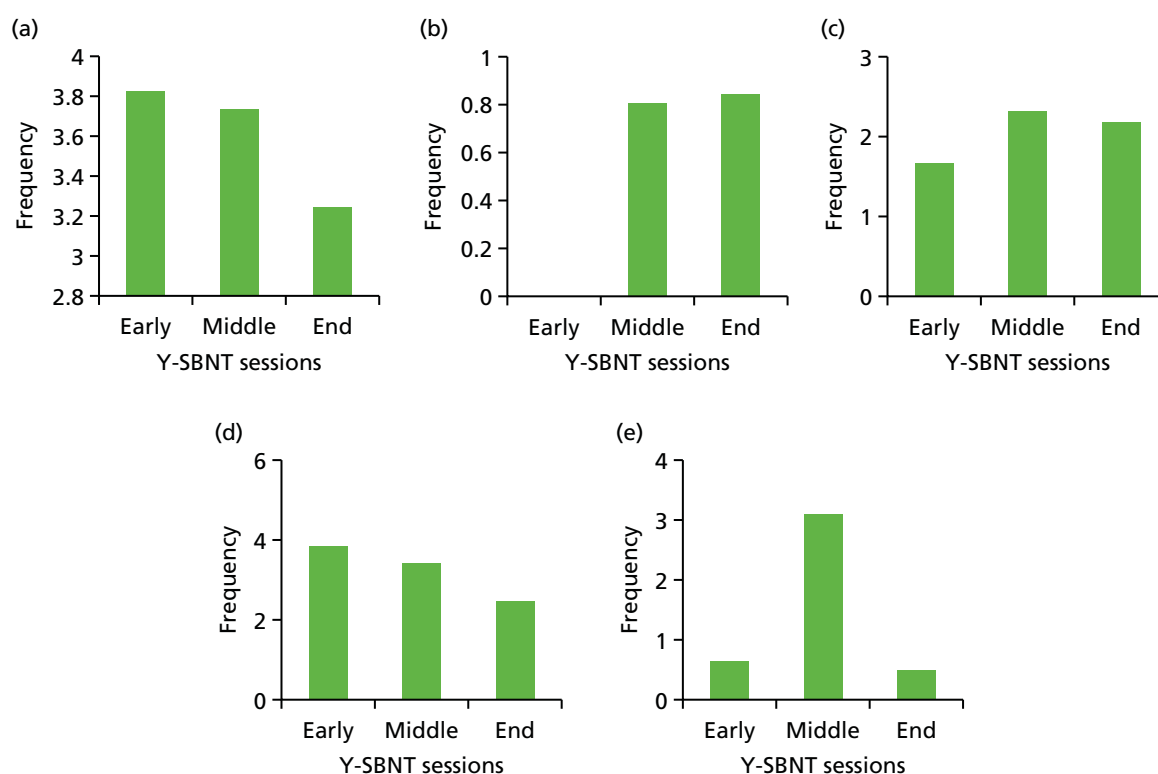 (a)
4
3.8
3.6
3.4
3.2
3
2.8
Frequency
Early Middle End
Y-SBNT sessions
(b)
1
0.8
0.6
0.4
0.2
0
Frequency
Early Middle End
Y-SBNT sessions
(c)
3
2
1
0
Frequency
Early Middle End
Y-SBNT sessions
(d)
6
4
2
0
Frequency
Early Middle End
Y-SBNT sessions
(e)
4
3
2
1
0
Frequency
Early Middle End
Y-SBNT sessions